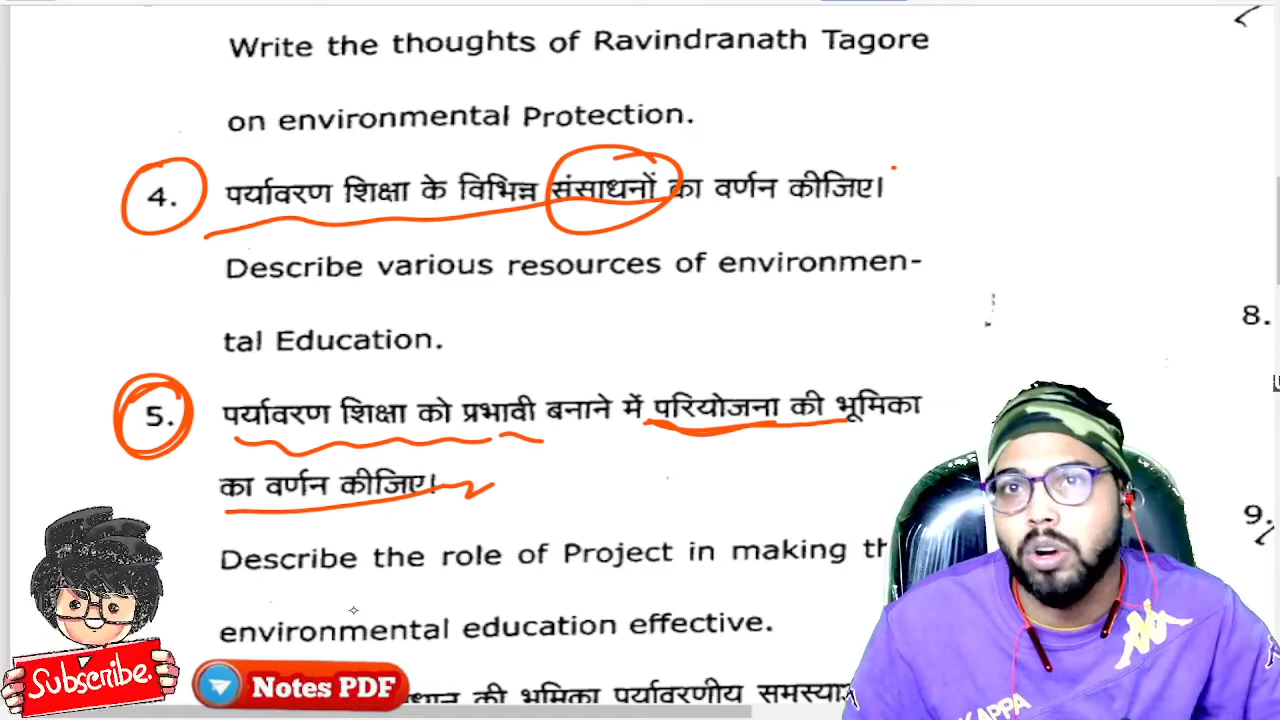 Write the thoughts of Ravindranath Tagore
on environmental Protection.
4. पर्यावरण शिक्षा के विभिन्न संसाधनों का वर्णन कीजिए।
Describe various resources of environmen-
tal Education.
8.
5. पर्यावरण शिक्षा को प्रभावी बनाने में परियोजना की भूमिका
का वर्णन कीजिए।
9.
Describe the role of Project in making
environmental education effective.
Subscribe.
Notes PDF
की भूमिका पर्यावरणीय
KAPPA